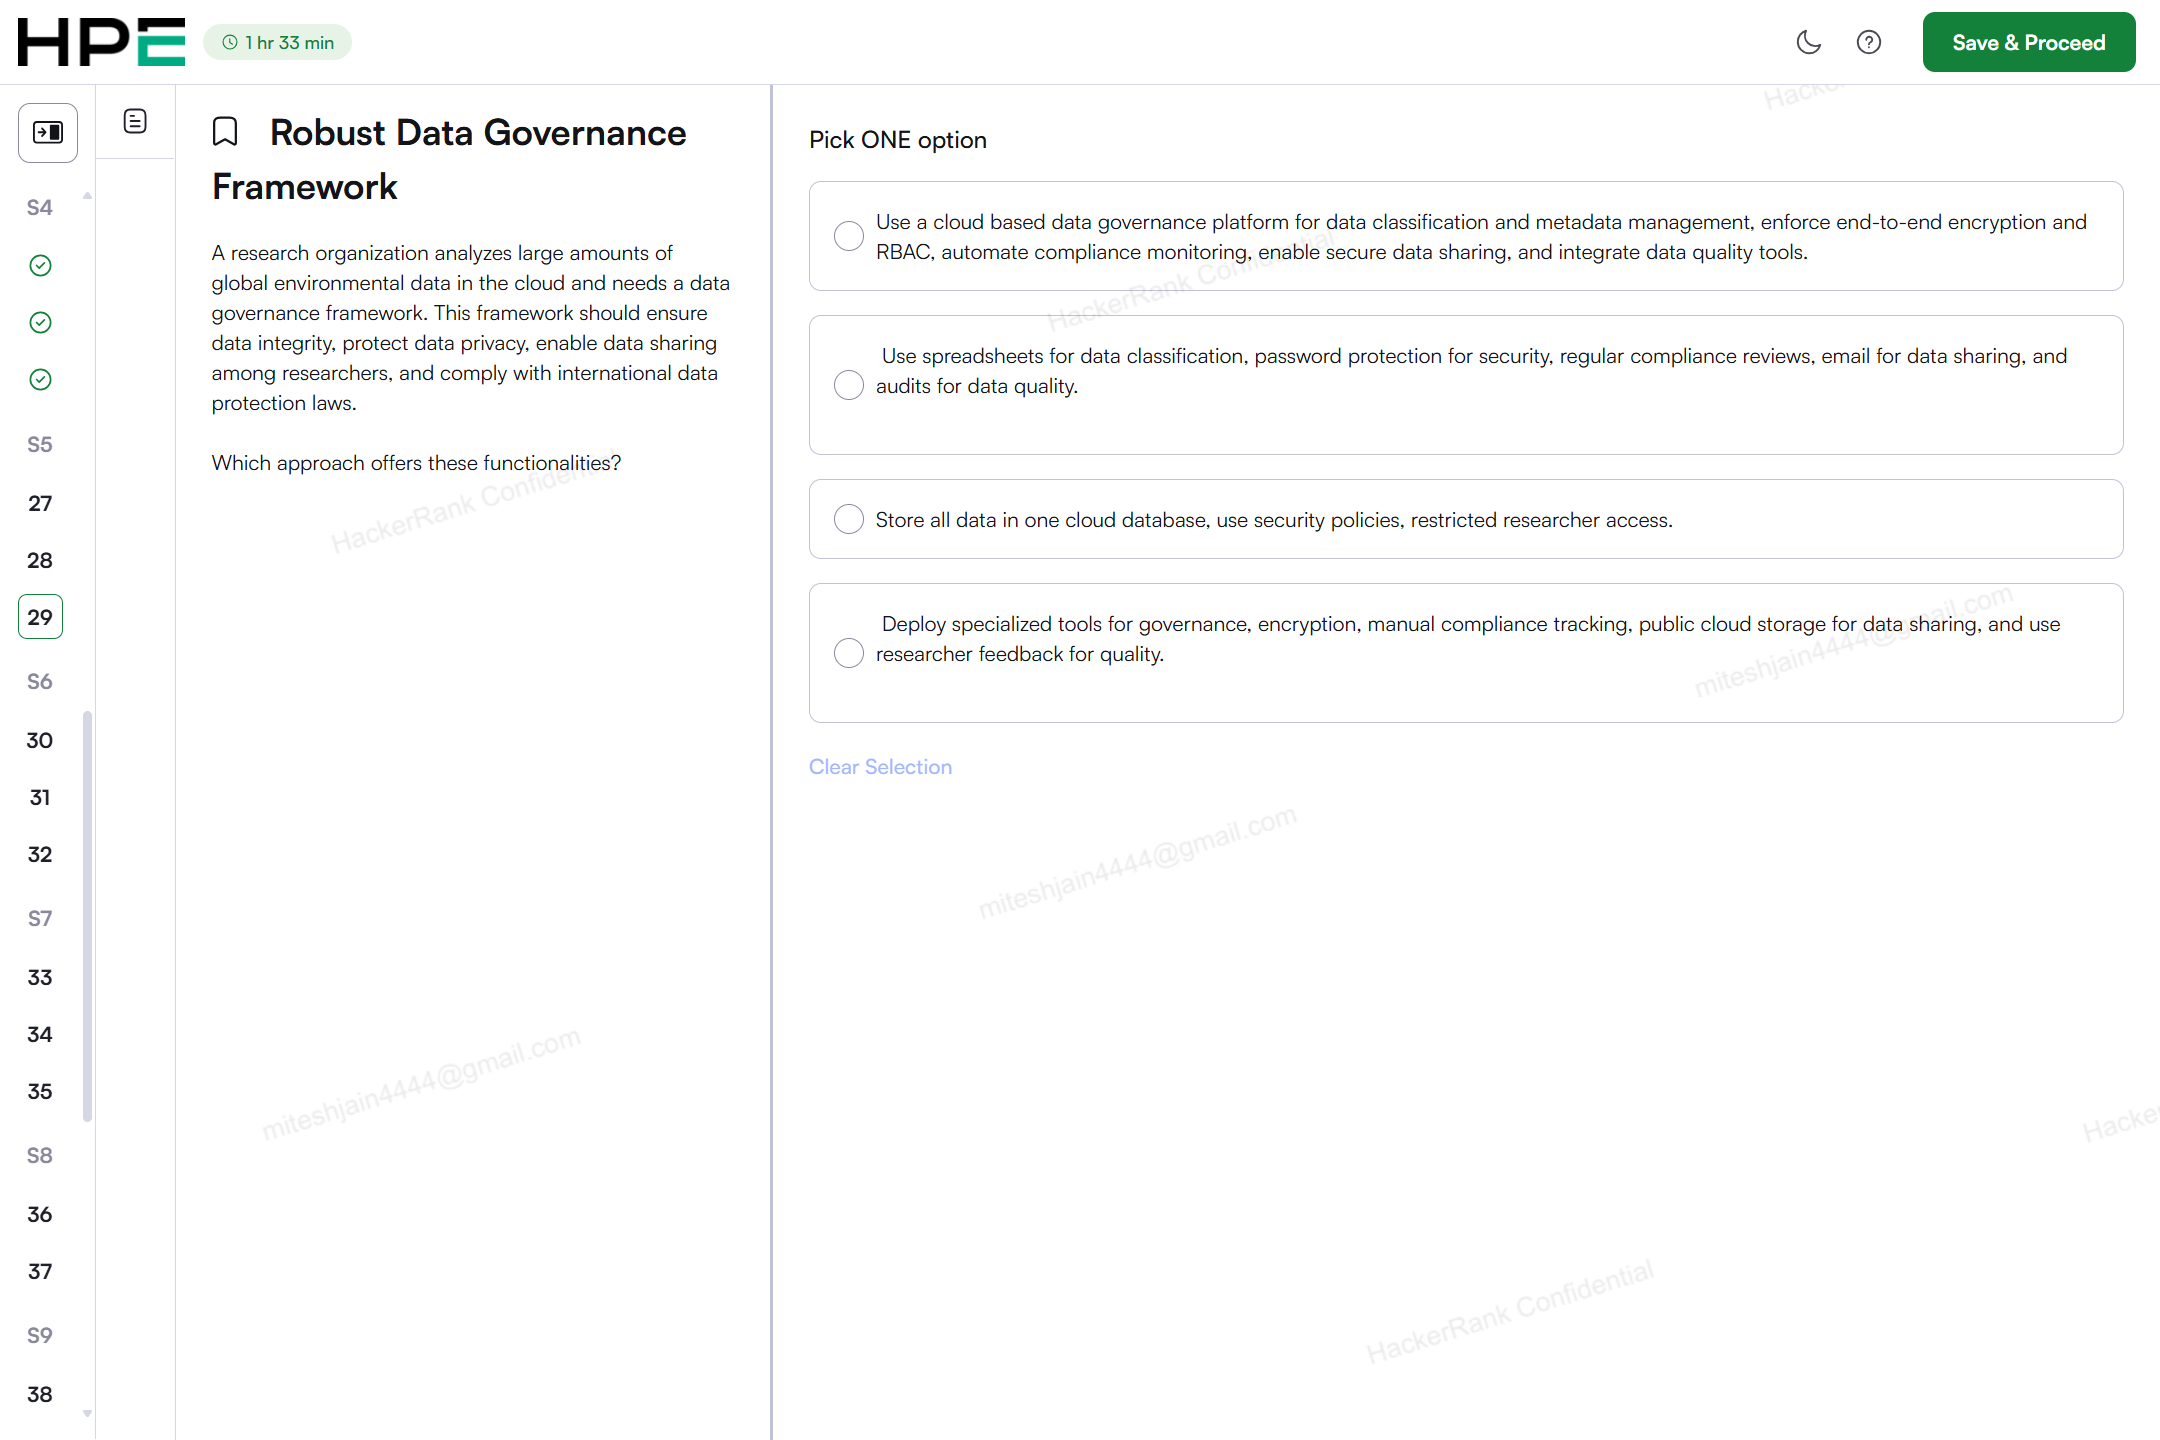 HPE
1 hr 33 min
Save & Proceed
S4
S5
27
28
29
S6
30
31
32
S7
33
34
35
S8
36
37
S9
38
Robust Data Governance
Framework
A research organization analyzes large amounts of
global environmental data in the cloud and needs a data
governance framework. This framework should ensure
data integrity, protect data privacy, enable data sharing
among researchers, and comply with international data
protection laws.
Which approach offers these functionalities?
Pick ONE option
Use a cloud based data governance platform for data classification and metadata management, enforce end-to-end encryption and
RBAC, automate compliance monitoring, enable secure data sharing, and integrate data quality tools.
Use spreadsheets for data classification, password protection for security, regular compliance reviews, email for data sharing, and
audits for data quality.
Store all data in one cloud database, use security policies, restricted researcher access.
Deploy specialized tools for governance, encryption, manual compliance tracking, public cloud storage for data sharing, and use
researcher feedback for quality.
Clear Selection
HackerRank Confidential
HackerRank Confidential
miteshjain4444@gmail.com
miteshjain4444@gmail.com
miteshjain4444@gmail.com
HackerRank Confidential